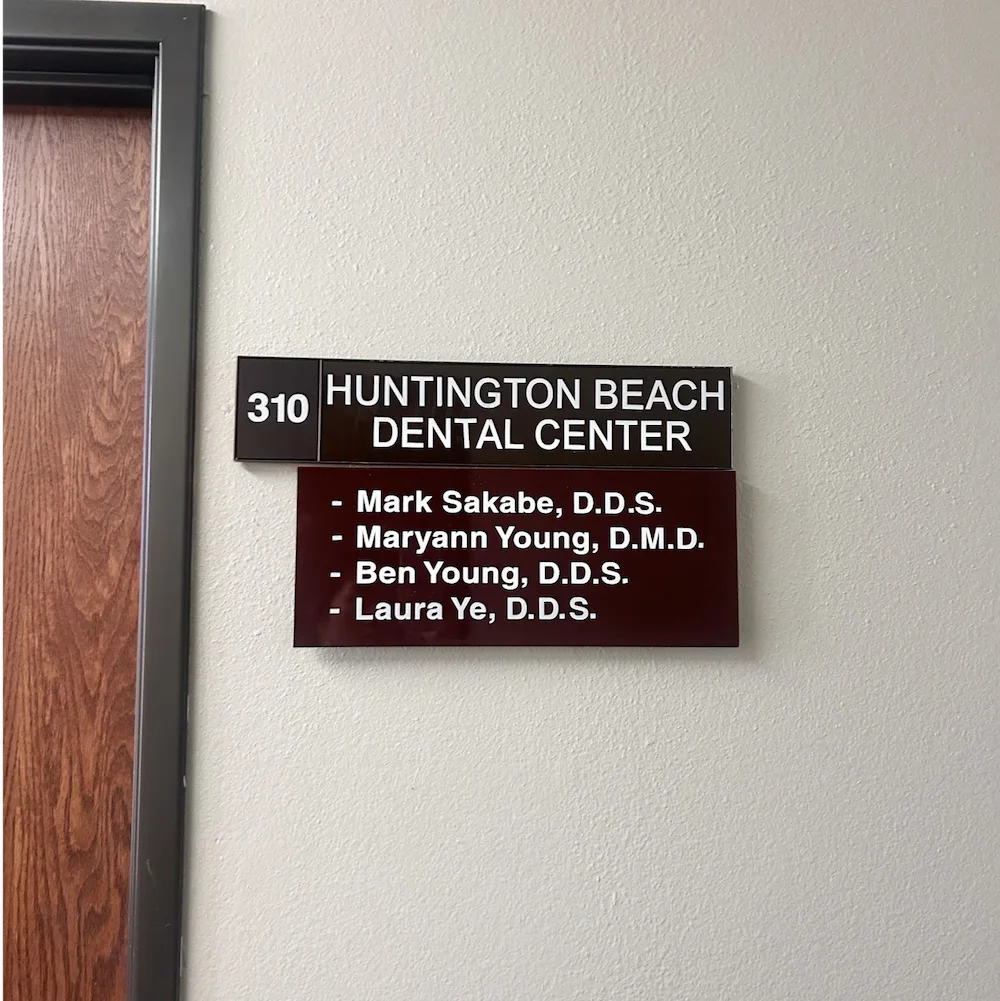 310
HUNTINGTON BEACH
DENTAL CENTER
- Mark Sakabe, D.D.S.
- Maryann Young, D.M.D.
- Ben Young, D.D.S.
- Laura Ye, D.D.S.